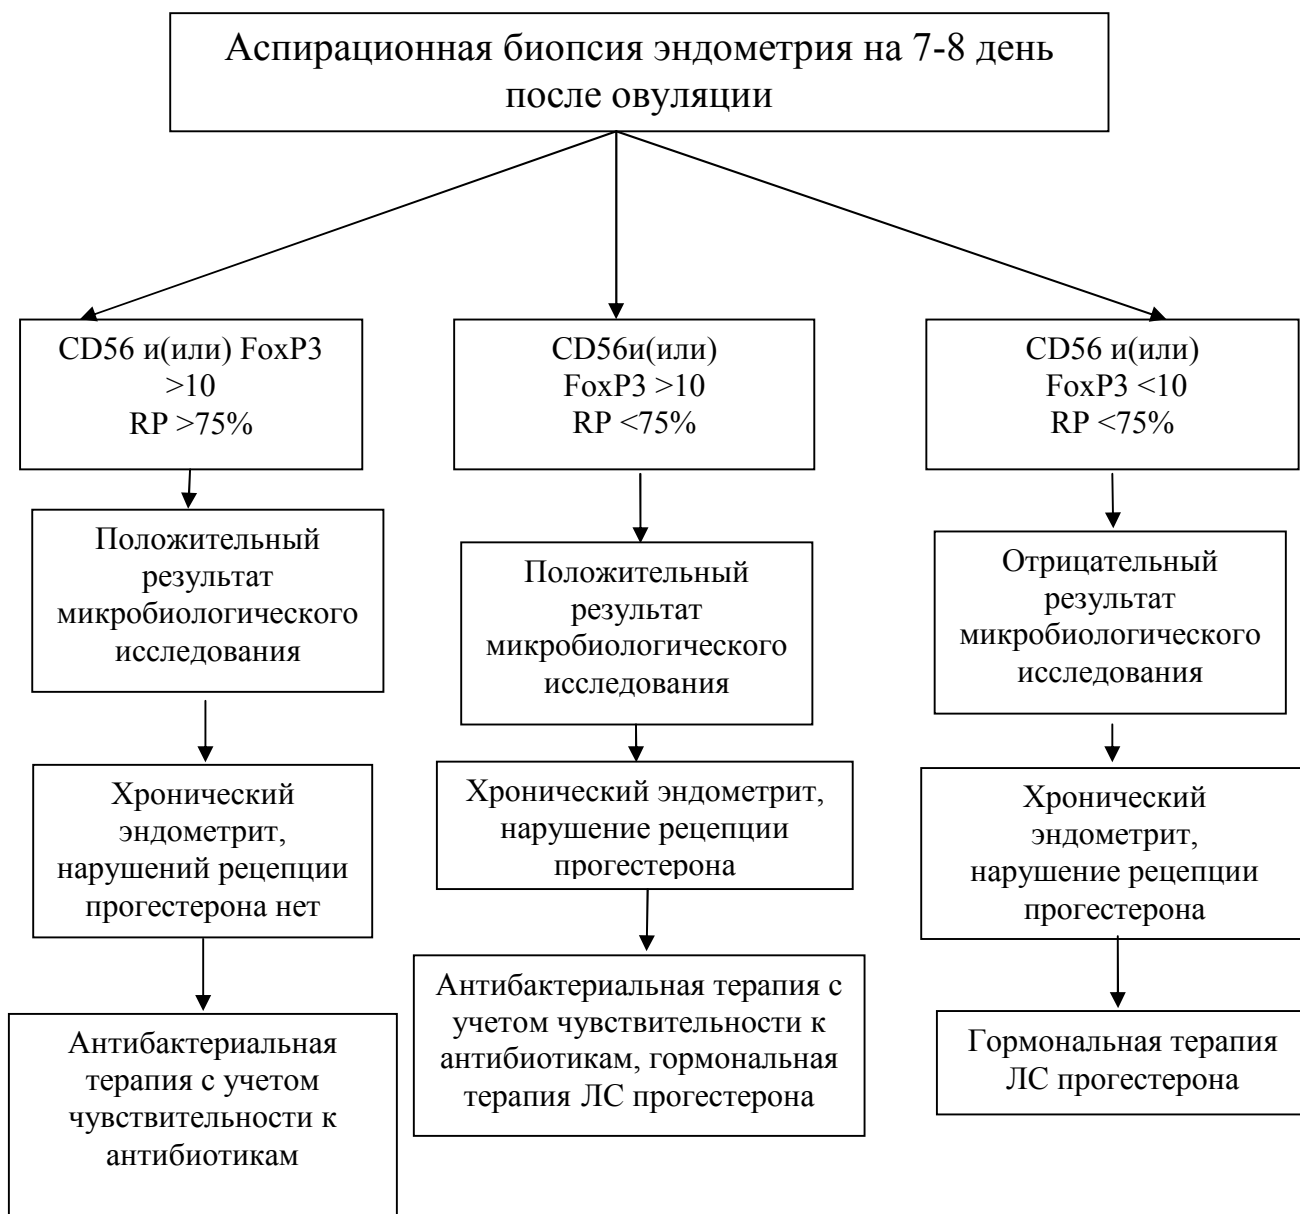 Аспирационная биопсия эндометрия на 7-8 день
после овуляции
CD56 и(или) FoxP3
>10
RP >75%
Положительный
результат
микробиологического
исследования
Хронический
эндометрит,
нарушений рецепции
прогестерона нет
Антибактериальная
терапия с учетом
чувствительности к
антибиотикам
CD56и(или)
FoxP3 >10
RP <75%
Положительный
результат
микробиологического
исследования
Хронический эндометрит,
нарушение рецепции
прогестерона
Антибактериальная терапия с
учетом чувствительности к
антибиотикам, гормональная
терапия ЛС прогестерона
CD56 и(или)
FoxP3 <10
RP <75%
Отрицательный
результат
микробиологического
исследования
Хронический
эндометрит,
нарушение рецепции
прогестерона
Гормональная терапия
ЛС прогестерона